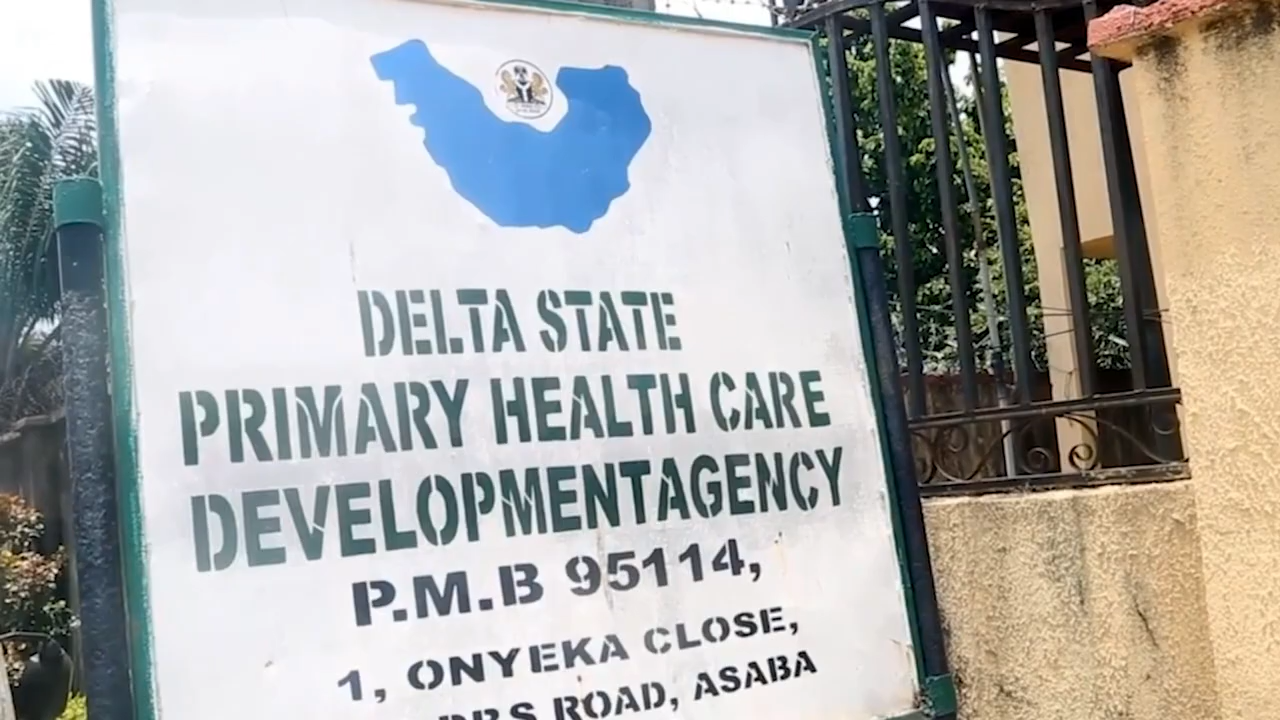 DELTA STATE
PRIMARY HEALTH CARE
DEVELOPMENTAGENCY
P.M.B 95114,
1, ONYEKA CLOSE,
ROAD, ASABA